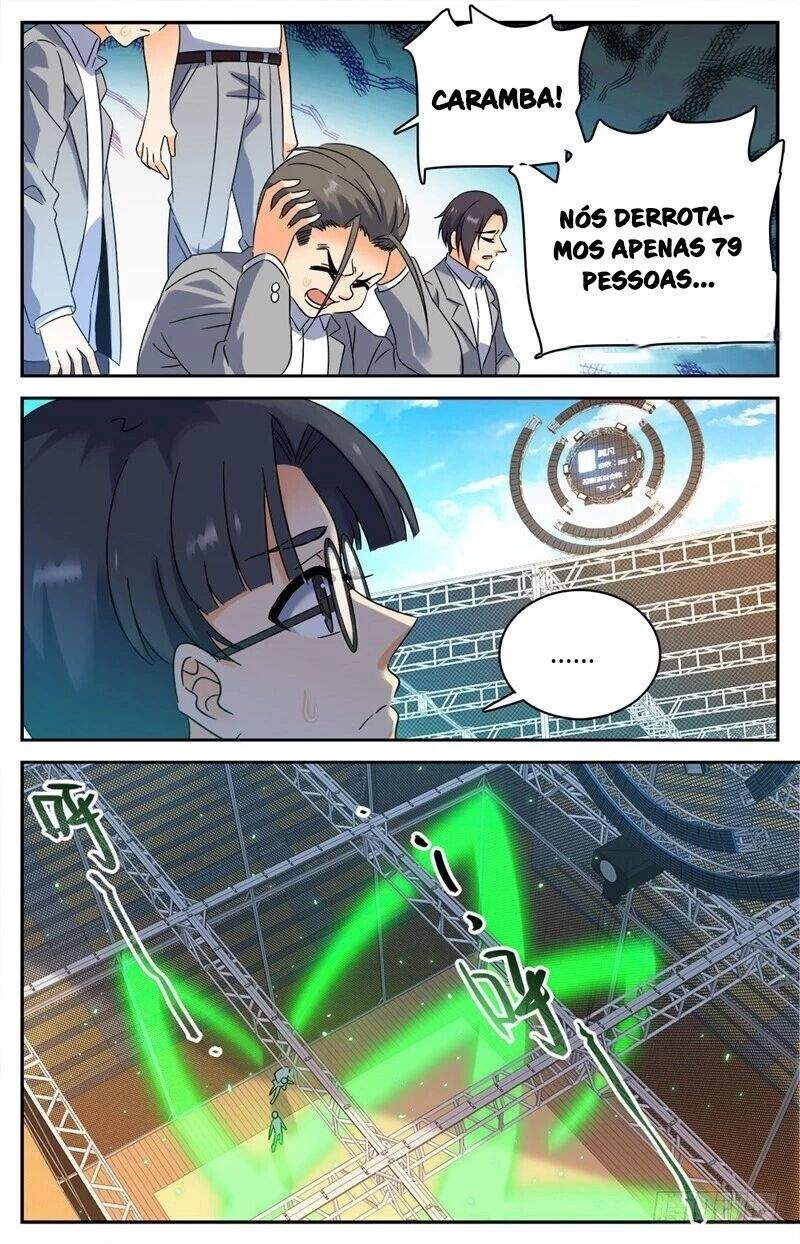 CARAMBA!
NÓS DERROTA-
MOS APENAS 79
PESSOAS...
......
呼
呼